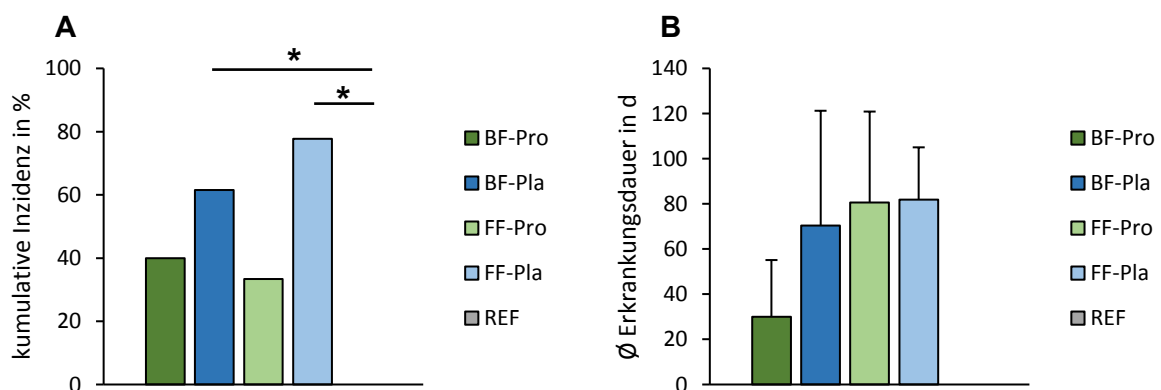 A
*
*
kumulative Inzidenz in %
100
80
60
40
20
0
BF-Pro
BF-Pla
FF-Pro
FF-Pla
REF
B
Ø Erkrankungsdauer in d
140
120
100
80
60
40
20
0
BF-Pro
BF-Pla
FF-Pro
FF-Pla
REF